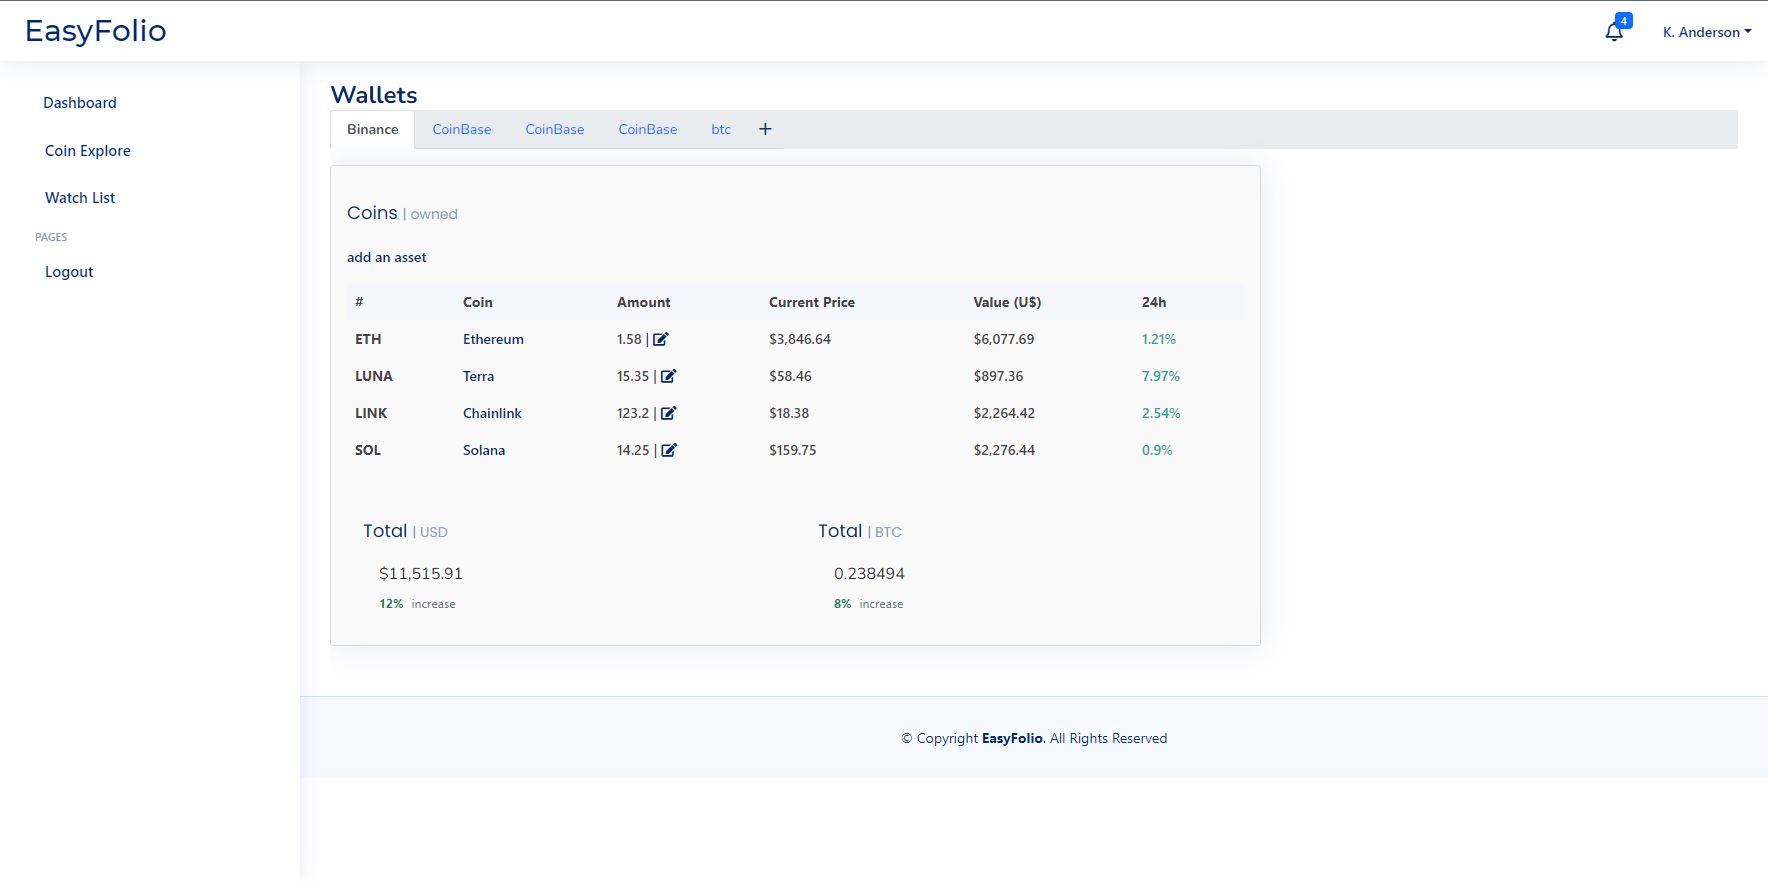 EasyFolio
4
K. Anderson
Dashboard
Coin Explore
Watch List
PAGES
Logout
Wallets
Binance CoinBase CoinBase CoinBase btc +
Coins | owned
add an asset
# Coin Amount Current Price Value (U$) 24h
ETH Ethereum 1.58 | $3,846.64 $6,077.69 1.21%
LUNA Terra 15.35 | $58.46 $897.36 7.97%
LINK Chainlink 123.2 | $18.38 $2,264.42 2.54%
SOL Solana 14.25 | $159.75 $2,276.44 0.9%
Total | USD
$11,515.91
12% increase
Total | BTC
0.238494
8% increase
© Copyright EasyFolio. All Rights Reserved